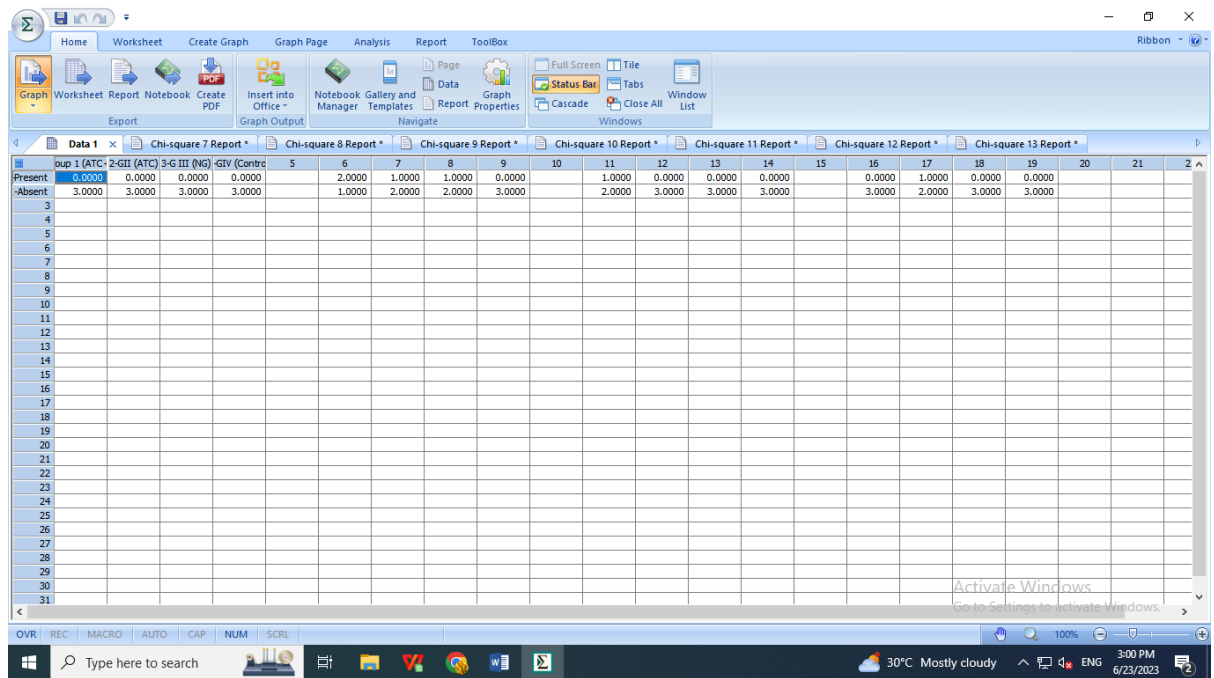 Home Worksheet Create Graph Graph Page Analysis Report ToolBox Ribbon
Full Screen Tile
Page
Status Bar Tabs
Data
Graph Worksheet Report Notebook Create PDF Insert into Office Notebook Manager Gallery and Templates Report Graph Properties Cascade Close All Window List
Export Graph Output Navigate Windows
Data 1 Chi-square 7 Report * Chi-square 8 Report * Chi-square 9 Report * Chi-square 10 Report * Chi-square 11 Report * Chi-square 12 Report * Chi-square 13 Report *
oup 1 (ATC- 2-GII (ATC) 3-G III (NG) -GIV (Contro 5 6 7 8 9 10 11 12 13 14 15 16 17 18 19 20 21 2
Present 0.0000 0.0000 0.0000 0.0000 2.0000 1.0000 1.0000 0.0000 1.0000 0.0000 0.0000 0.0000 0.0000 1.0000 0.0000 0.0000
-Absent 3.0000 3.0000 3.0000 3.0000 1.0000 2.0000 2.0000 3.0000 2.0000 3.0000 3.0000 3.0000 3.0000 2.0000 3.0000 3.0000
3
4
5
6
7
8
9
10
11
12
13
14
15
16
17
18
19
20
21
22
23
24
25
26
27
28
29
30
31
Activate Windows
Go to Settings to activate Windows.
OVR REC MACRO AUTO CAP NUM SCRL 100%
Type here to search 30°C Mostly cloudy ENG 3:00 PM
6/23/2023 2